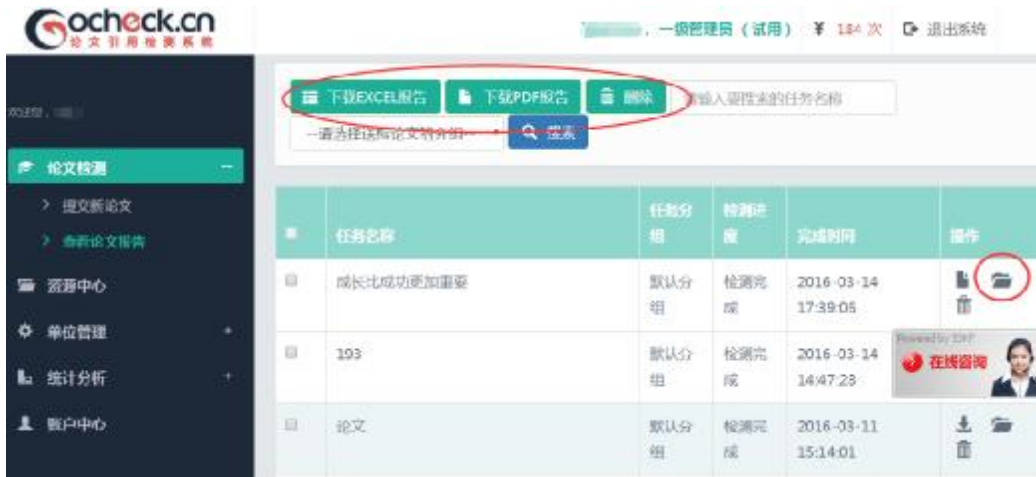 Gocheck.cn
论文引用检测系统
，一级管理员（试用） ¥ 184 次 退出系统
下载EXCEL报告 下载PDF报告 删除 请输入要搜索的任务名称
搜索
论文检测
提交新论文
查看论文报告
资源中心
单位管理 +
统计分析 +
账户中心
任务名称 任务分组 检测进度 完成时间 操作
成长比成功更加重要 默认分组 检测完成 2016-03-14 17:39:06
193 默认分组 检测完成 2016-03-14 14:47:23
论文 默认分组 检测完成 2016-03-11 15:14:01
在线咨询